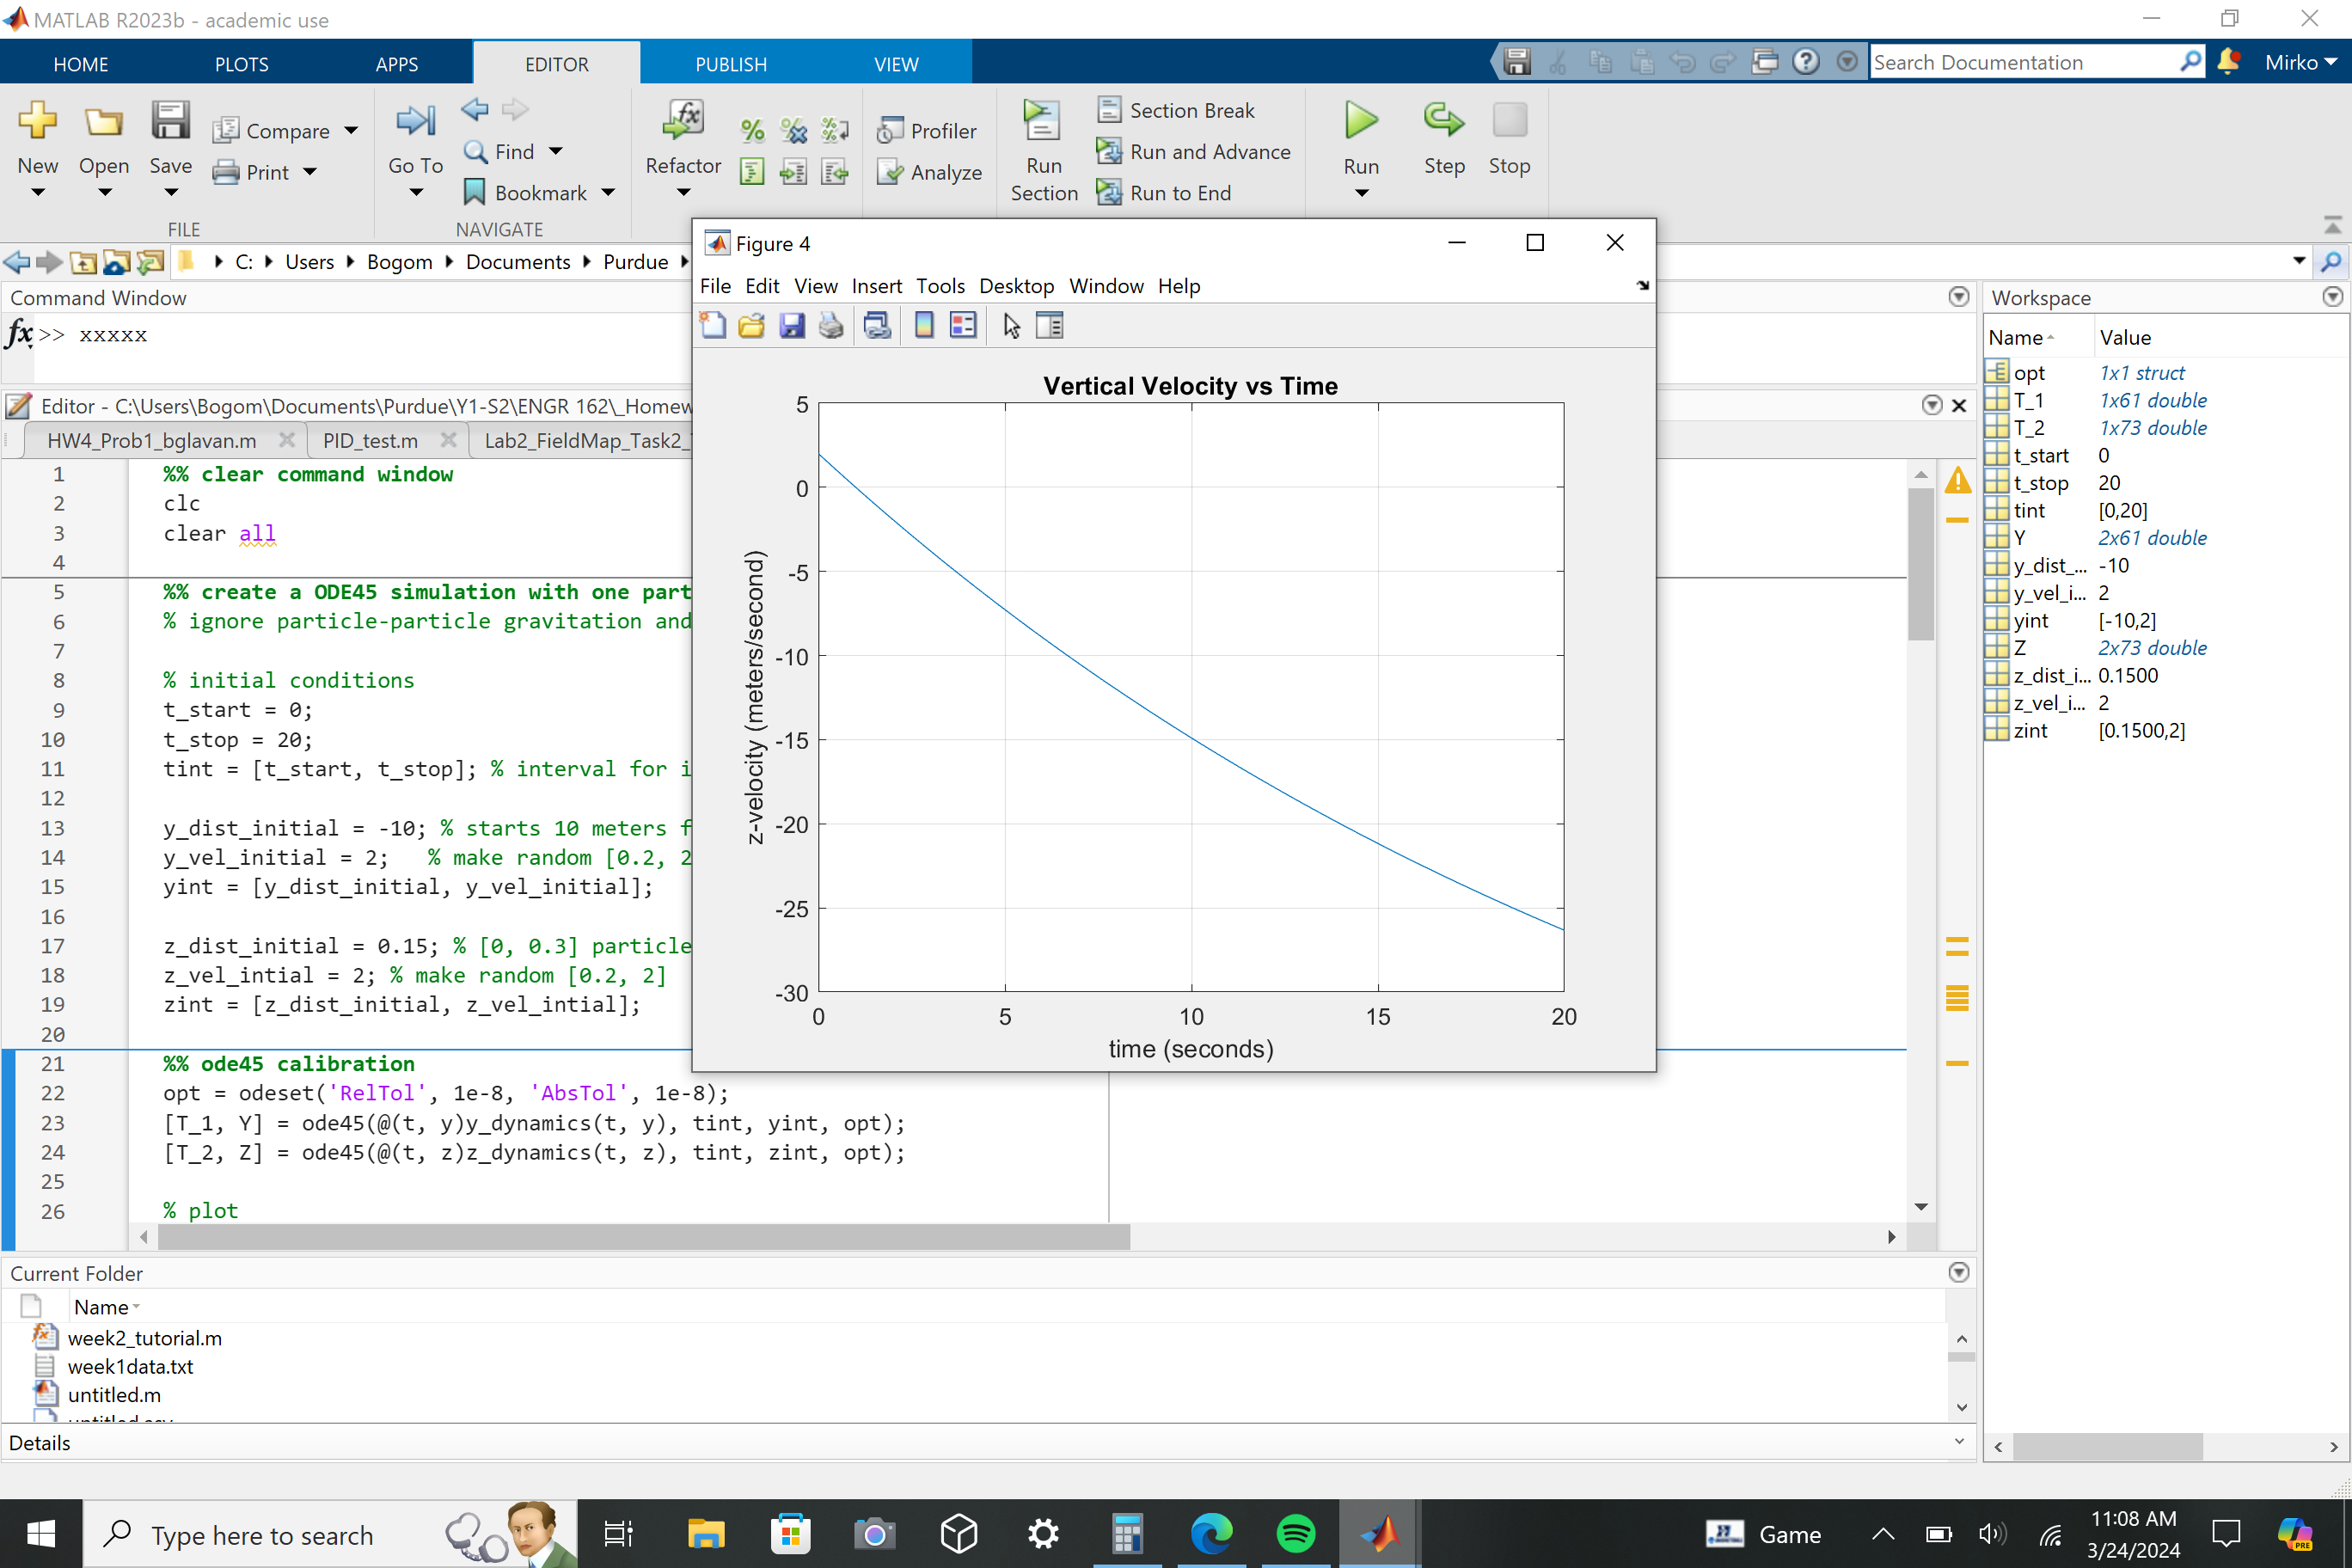 MATLAB R2023b - academic use
HOME PLOTS APPS EDITOR PUBLISH VIEW Search Documentation Mirko
New Open Save Compare Print Go To Find Bookmark Refactor Profiler Analyze Run Section Section Break Run and Advance Run to End Run Step Stop
FILE NAVIGATE
C: Users Bogom Documents Purdue
Command Window
fx >> xxxxx
Editor - C:\Users\Bogom\Documents\Purdue\Y1-S2\ENGR 162\_Homew
HW4_Prob1_bglavan.m PID_test.m Lab2_FieldMap_Task2_
1 %% clear command window
2 clc
3 clear all
4
5 %% create a ODE45 simulation with one part
6 % ignore particle-particle gravitation and
7
8 % initial conditions
9 t_start = 0;
10 t_stop = 20;
11 tint = [t_start, t_stop]; % interval for i
12
13 y_dist_initial = -10; % starts 10 meters f
14 y_vel_initial = 2; % make random [0.2, 2
15 yint = [y_dist_initial, y_vel_initial];
16
17 z_dist_initial = 0.15; % [0, 0.3] particle
18 z_vel_intial = 2; % make random [0.2, 2]
19 zint = [z_dist_initial, z_vel_intial];
20
21 %% ode45 calibration
22 opt = odeset('RelTol', 1e-8, 'AbsTol', 1e-8);
23 [T_1, Y] = ode45(@(t, y)y_dynamics(t, y), tint, yint, opt);
24 [T_2, Z] = ode45(@(t, z)z_dynamics(t, z), tint, zint, opt);
25
26 % plot
Figure 4
File Edit View Insert Tools Desktop Window Help
Vertical Velocity vs Time
z-velocity (meters/second)
5
0
-5
-10
-15
-20
-25
-30
0 5 10 15 20
time (seconds)
Workspace
Name Value
opt 1x1 struct
T_1 1x61 double
T_2 1x73 double
t_start 0
t_stop 20
tint [0,20]
Y 2x61 double
y_dist_... -10
y_vel_i... 2
yint [-10,2]
Z 2x73 double
z_dist_i... 0.1500
z_vel_i... 2
zint [0.1500,2]
Current Folder
Name
week2_tutorial.m
week1data.txt
untitled.m
Details
Type here to search
Game
11:08 AM
3/24/2024
PRE